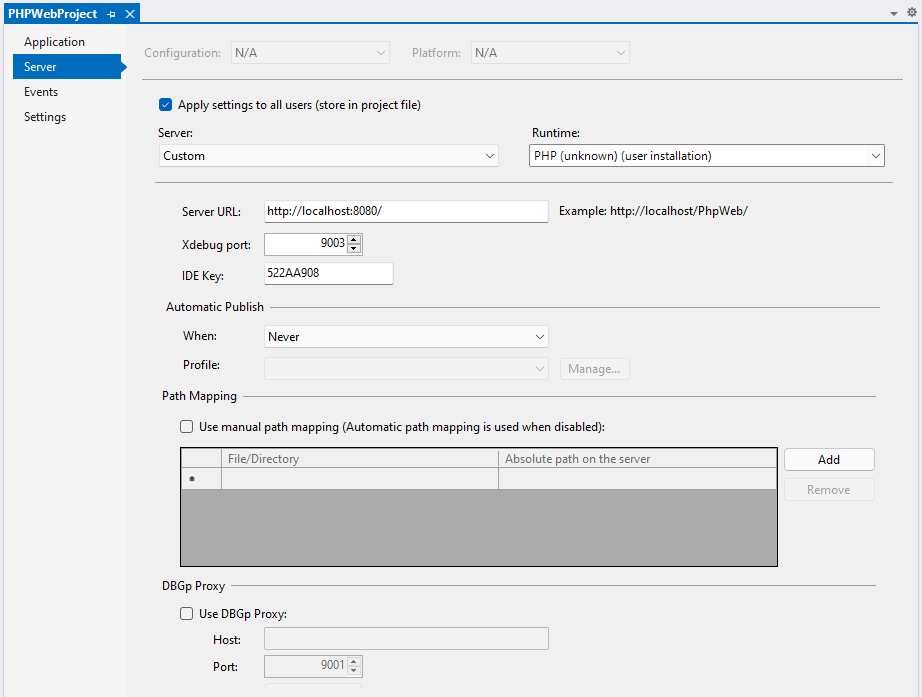 PHPWebProject
Application
Server
Events
Settings
Configuration: N/A Platform: N/A
Apply settings to all users (store in project file)
Server: Runtime:
Custom PHP (unknown) (user installation)
Server URL: http://localhost:8080/ Example: http://localhost/PhpWeb/
Xdebug port: 9003
IDE Key: 522AA908
Automatic Publish
When: Never
Profile: Manage...
Path Mapping
Use manual path mapping (Automatic path mapping is used when disabled):
File/Directory Absolute path on the server Add
* Remove
DBGp Proxy
Use DBGp Proxy:
Host:
Port: 9001